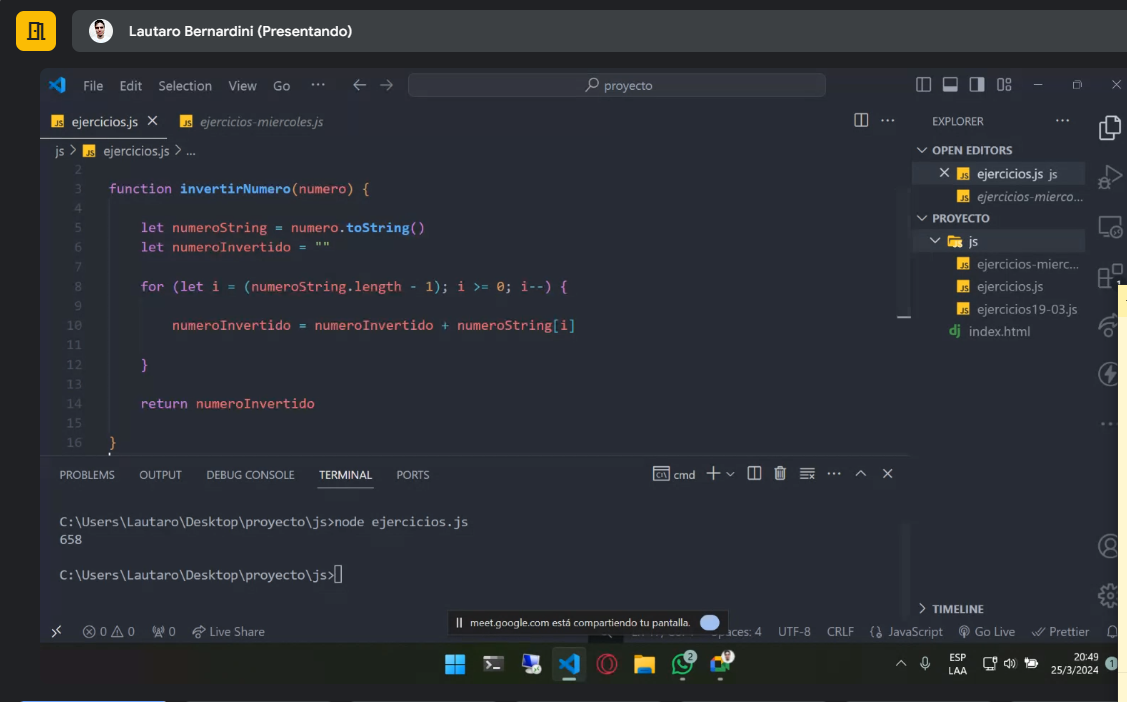 Lautaro Bernardini (Presentando)
File Edit Selection View Go ··· proyecto
ejercicios.js ejercicios-miercoles.js
js > ejercicios.js > ...
2
3 function invertirNumero(numero) {
4
5 let numeroString = numero.toString()
6 let numeroInvertido = ""
7
8 for (let i = (numeroString.length - 1); i >= 0; i--) {
9
10 numeroInvertido = numeroInvertido + numeroString[i]
11
12 }
13
14 return numeroInvertido
15
16 }
EXPLORER
OPEN EDITORS
ejercicios.js js
ejercicios-mierco...
PROYECTO
js
ejercicios-mierc...
ejercicios.js
ejercicios19-03.js
index.html
TIMELINE
PROBLEMS OUTPUT DEBUG CONSOLE TERMINAL PORTS cmd
C:\Users\Lautaro\Desktop\proyecto\js>node ejercicios.js
658
C:\Users\Lautaro\Desktop\proyecto\js>
meet.google.com está compartiendo tu pantalla.
0 0 0 Live Share Spaces: 4 UTF-8 CRLF {} JavaScript Go Live Prettier
2
ESP
LAA
20:49
25/3/2024
1